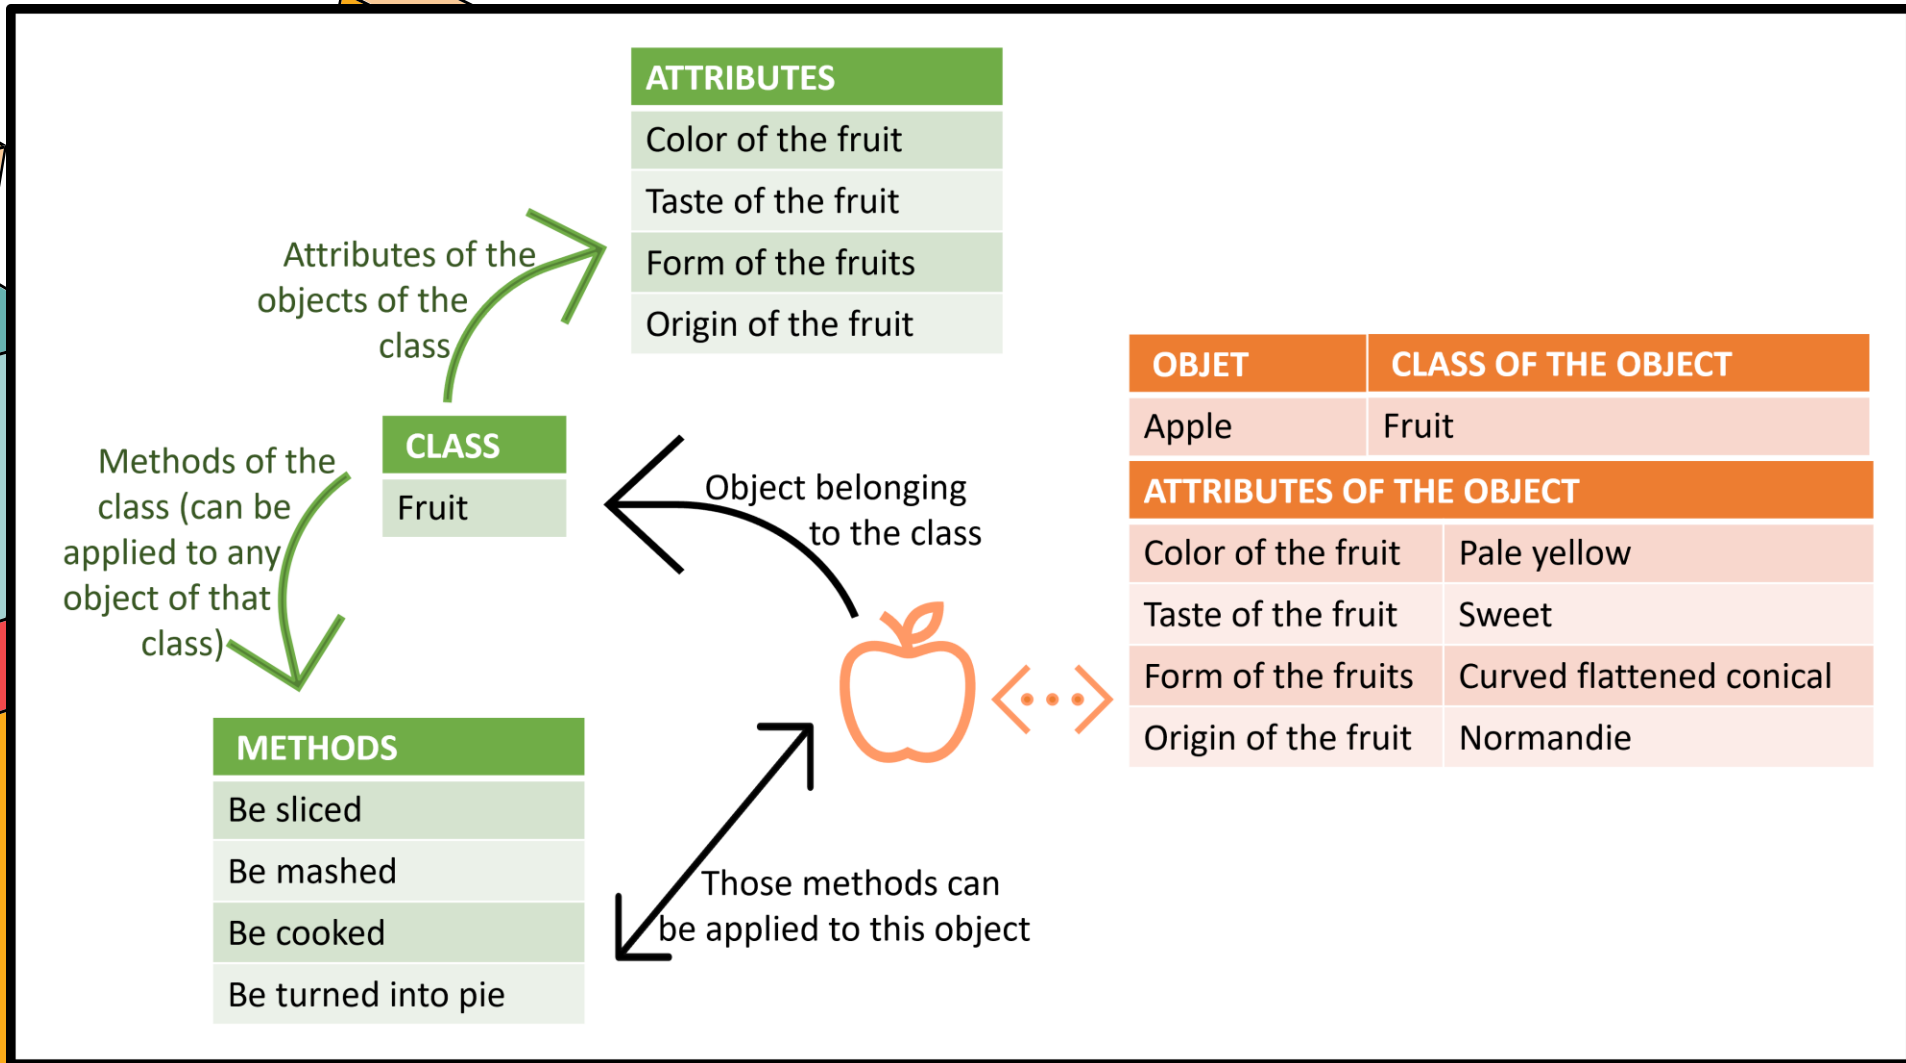 ATTRIBUTES
Color of the fruit
Taste of the fruit
Form of the fruits
Origin of the fruit
Attributes of the
objects of the
class
CLASS
Fruit
Methods of the
class (can be
applied to any
object of that
class)
METHODS
Be sliced
Be mashed
Be cooked
Be turned into pie
Object belonging
to the class
Those methods can
be applied to this object
OBJET CLASS OF THE OBJECT
Apple Fruit
ATTRIBUTES OF THE OBJECT
Color of the fruit Pale yellow
Taste of the fruit Sweet
Form of the fruits Curved flattened conical
Origin of the fruit Normandie